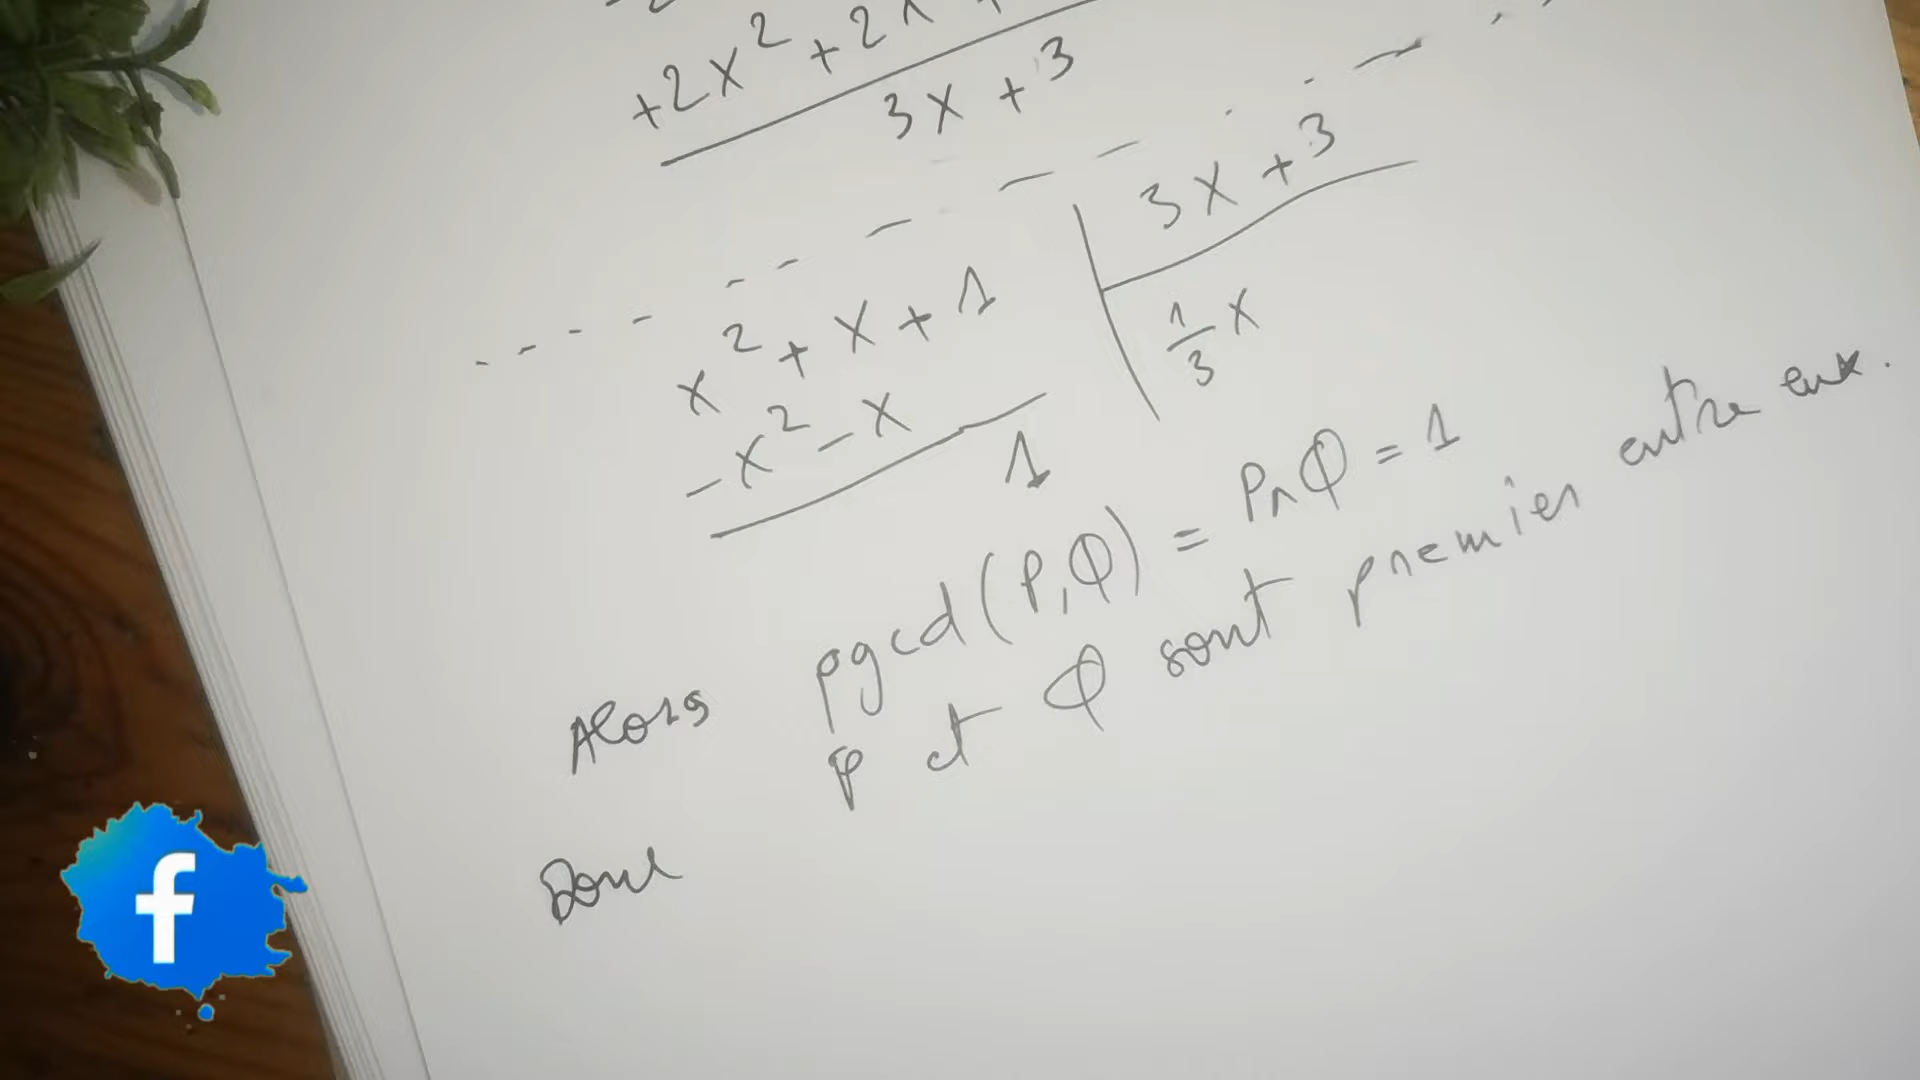 +2X² + 2X
3X + 3
3X + 3
X² + X + 1
1/3 X
-X² - X
1
Alors pgcd(P,Q) = P∧Q = 1
Donc P et Q sont premier entre eux.
f